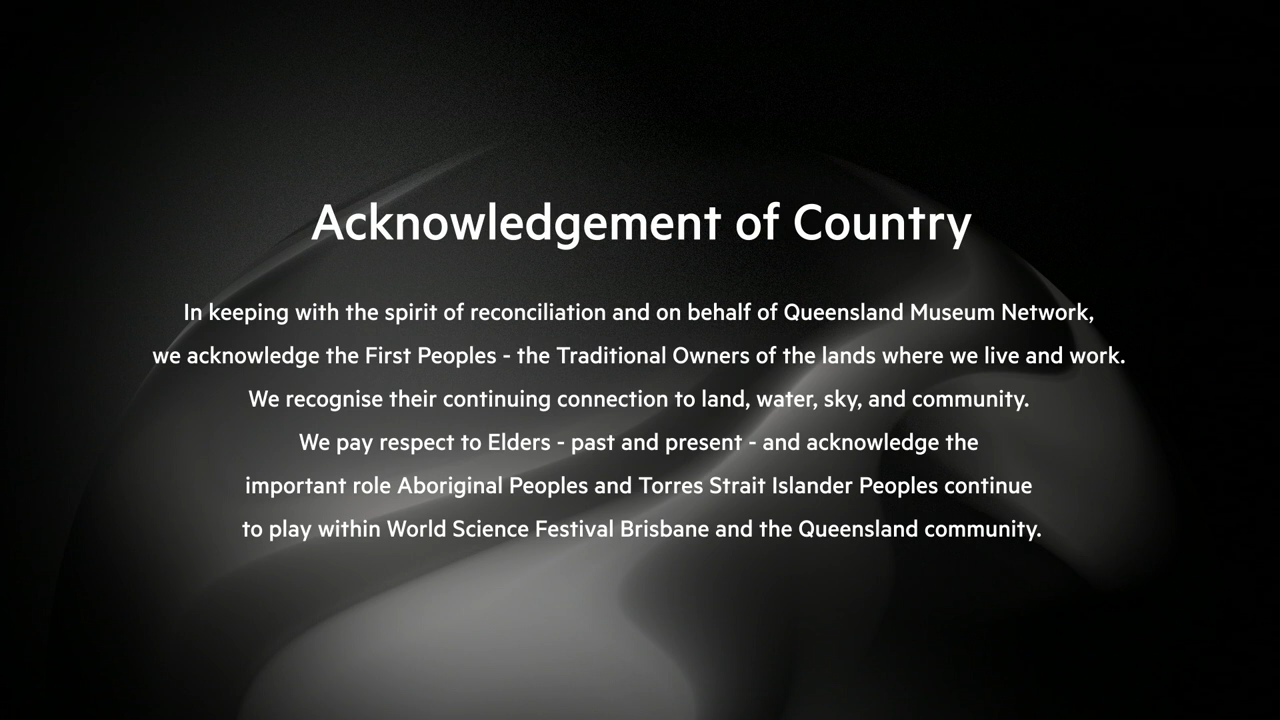 Acknowledgement of Country
In keeping with the spirit of reconciliation and on behalf of Queensland Museum Network,
we acknowledge the First Peoples - the Traditional Owners of the lands where we live and work.
We recognise their continuing connection to land, water, sky, and community.
We pay respect to Elders - past and present - and acknowledge the
important role Aboriginal Peoples and Torres Strait Islander Peoples continue
to play within World Science Festival Brisbane and the Queensland community.